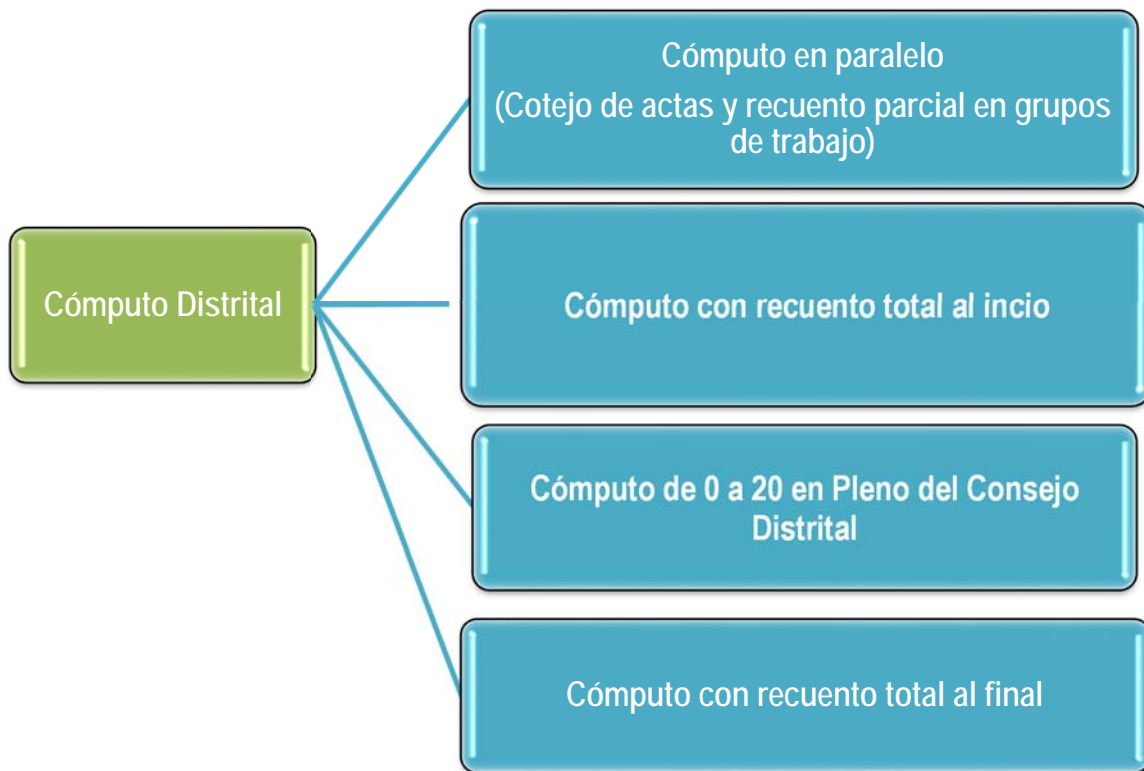 Cómputo en paralelo
(Cotejo de actas y recuento parcial en grupos
de trabajo)
Cómputo Distrital
Cómputo con recuento total al incio
Cómputo de 0 a 20 en Pleno del Consejo
Distrital
Cómputo con recuento total al final